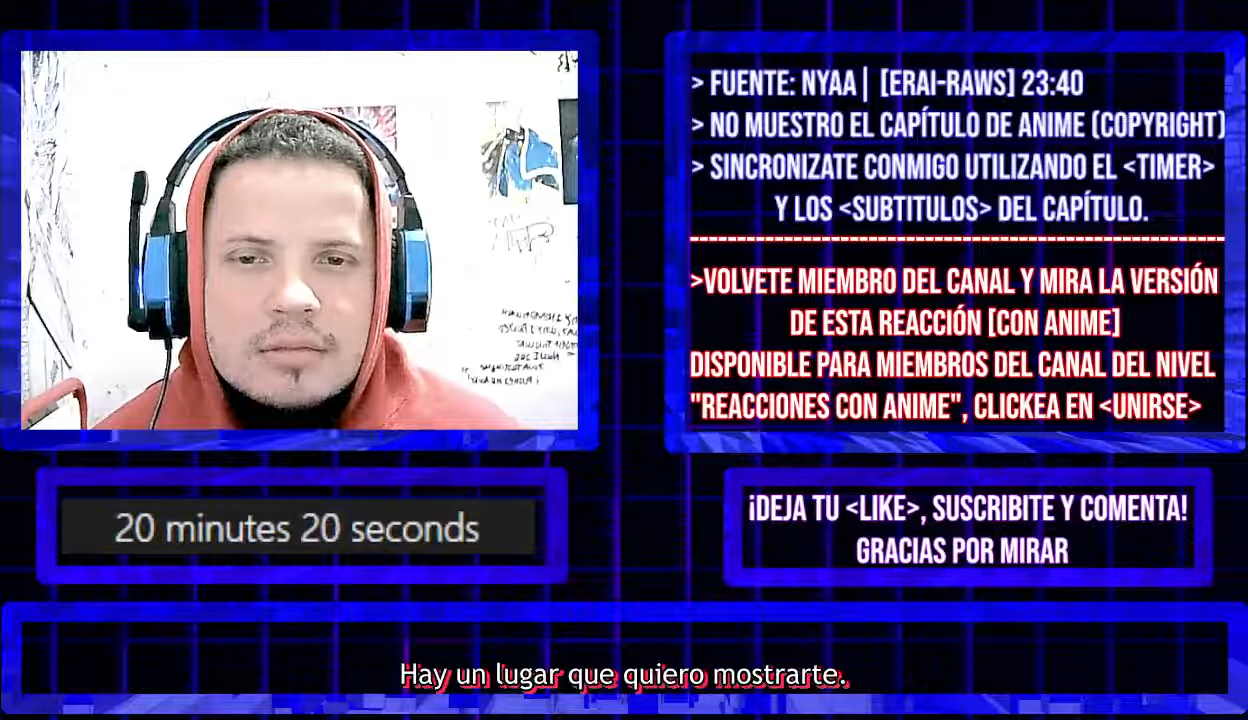 > FUENTE: NYAA| [ERAI-RAWS] 23:40
> NO MUESTRO EL CAPÍTULO DE ANIME (COPYRIGHT)
> SINCRONIZATE CONMIGO UTILIZANDO EL <TIMER>
Y LOS <SUBTITULOS> DEL CAPÍTULO.
>VOLVETE MIEMBRO DEL CANAL Y MIRA LA VERSIÓN
DE ESTA REACCIÓN [CON ANIME]
DISPONIBLE PARA MIEMBROS DEL CANAL DEL NIVEL
"REACCIONES CON ANIME", CLICKEA EN <UNIRSE>
20 minutes 20 seconds
¡DEJA TU <LIKE>, SUSCRIBITE Y COMENTA!
GRACIAS POR MIRAR
Hay un lugar que quiero mostrarte.